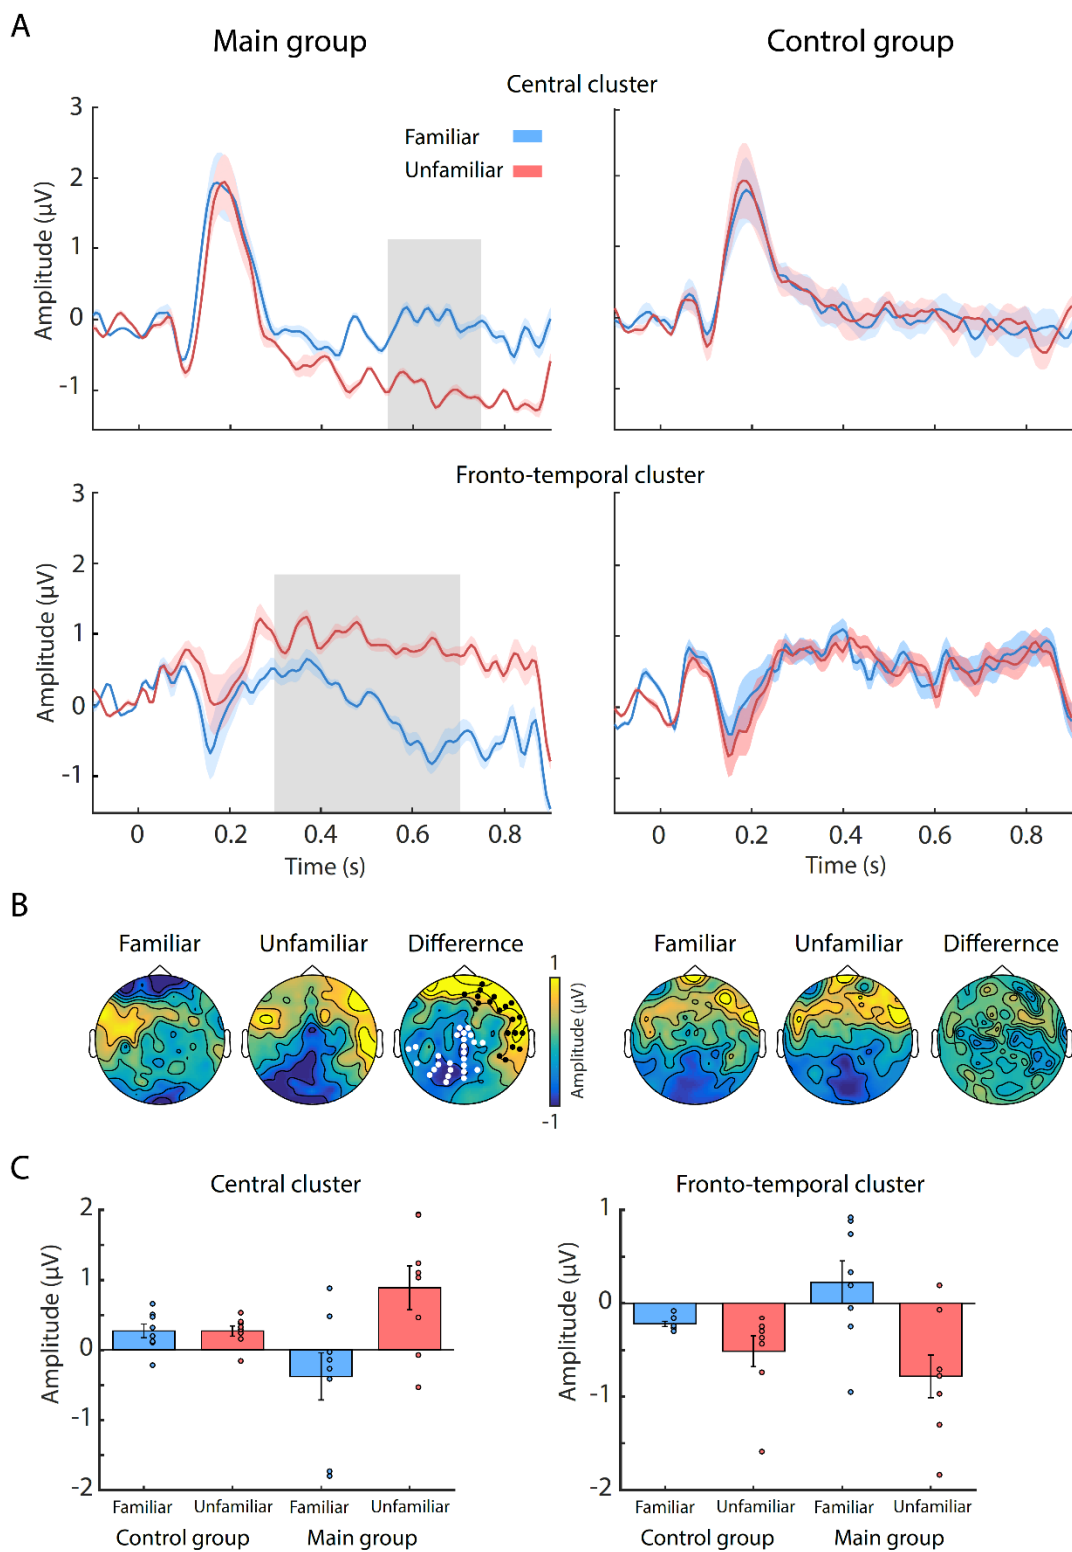 A
Main group
Control group
Central cluster
Familiar
Unfamiliar
Amplitude (µV)
3
2
1
0
-1
Fronto-temporal cluster
Amplitude (µV)
3
2
1
0
-1
0 0.2 0.4 0.6 0.8
Time (s)
0 0.2 0.4 0.6 0.8
Time (s)
B
Familiar Unfamiliar Differernce
1
Amplitude (µV)
-1
Familiar Unfamiliar Differernce
C
Central cluster
Amplitude (µV)
2
1
0
-1
-2
Familiar Unfamiliar Familiar Unfamiliar
Control group Main group
Fronto-temporal cluster
Amplitude (µV)
1
0
-1
-2
Familiar Unfamiliar Familiar Unfamiliar
Control group Main group